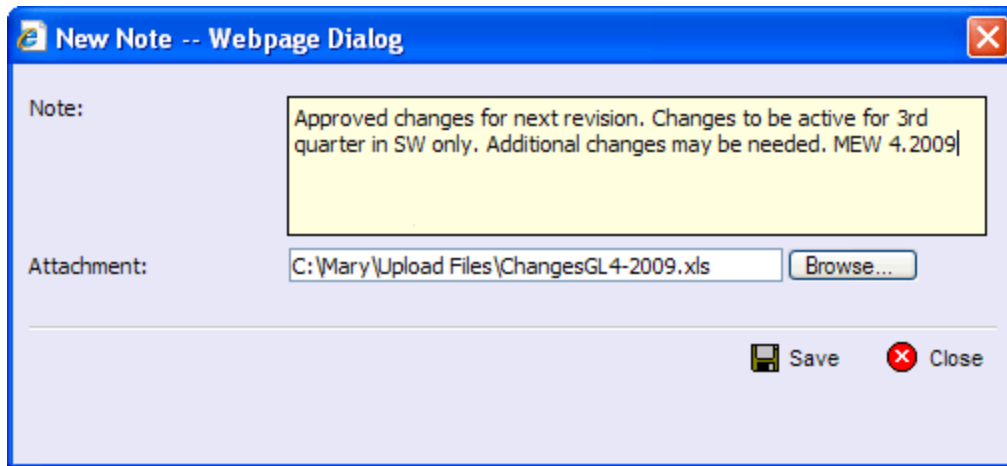 New Note -- Webpage Dialog
Note:
Approved changes for next revision. Changes to be active for 3rd
quarter in SW only. Additional changes may be needed. MEW 4.2009
Attachment:
C:\Mary\Upload Files\ChangesGL4-2009.xls
Browse...
Save
Close